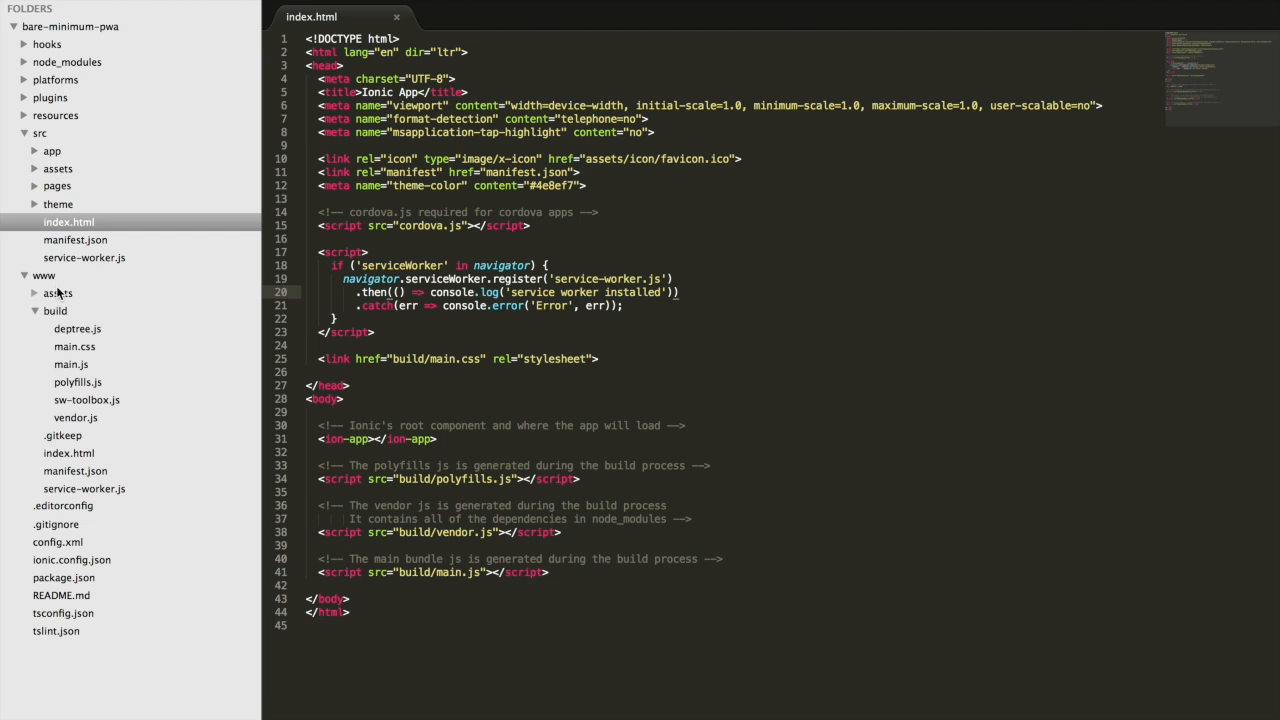 FOLDERS
bare-minimum-pwa
hooks
node_modules
platforms
plugins
resources
src
app
assets
pages
theme
index.html
manifest.json
service-worker.js
www
assets
build
deptree.js
main.css
main.js
polyfills.js
sw-toolbox.js
vendor.js
.gitkeep
index.html
manifest.json
service-worker.js
.editorconfig
.gitignore
config.xml
ionic.config.json
package.json
README.md
tsconfig.json
tslint.json
index.html ×
1 <!DOCTYPE html>
2 <html lang="en" dir="ltr">
3 <head>
4 <meta charset="UTF-8">
5 <title>Ionic App</title>
6 <meta name="viewport" content="width=device-width, initial-scale=1.0, minimum-scale=1.0, maximum-scale=1.0, user-scalable=no">
7 <meta name="format-detection" content="telephone=no">
8 <meta name="msapplication-tap-highlight" content="no">
9
10 <link rel="icon" type="image/x-icon" href="assets/icon/favicon.ico">
11 <link rel="manifest" href="manifest.json">
12 <meta name="theme-color" content="#4e8ef7">
13
14 <!-- cordova.js required for cordova apps -->
15 <script src="cordova.js"></script>
16
17 <script>
18 if ('serviceWorker' in navigator) {
19 navigator.serviceWorker.register('service-worker.js')
20 .then(() => console.log('service worker installed'))
21 .catch(err => console.error('Error', err));
22 }
23 </script>
24
25 <link href="build/main.css" rel="stylesheet">
26
27 </head>
28 <body>
29
30 <!-- Ionic's root component and where the app will load -->
31 <ion-app></ion-app>
32
33 <!-- The polyfills js is generated during the build process -->
34 <script src="build/polyfills.js"></script>
35
36 <!-- The vendor js is generated during the build process
37 It contains all of the dependencies in node_modules -->
38 <script src="build/vendor.js"></script>
39
40 <!-- The main bundle js is generated during the build process -->
41 <script src="build/main.js"></script>
42
43 </body>
44 </html>
45